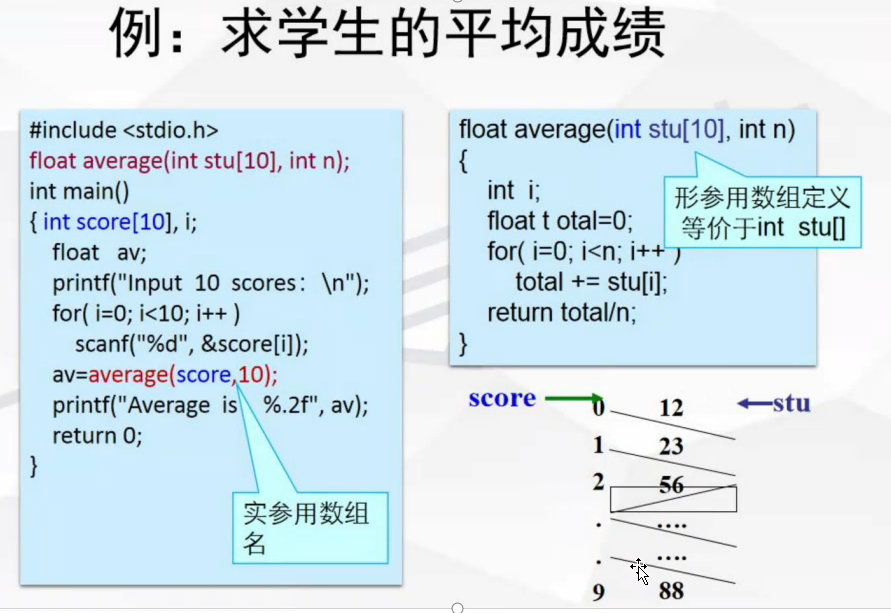 例：求学生的平均成绩
#include <stdio.h>
float average(int stu[10], int n);
int main()
{ int score[10], i;
float av;
printf("Input 10 scores: \n");
for( i=0; i<10; i++ )
scanf("%d", &score[i]);
av=average(score,10);
printf("Average is %.2f", av);
return 0;
}
实参用数组
名
float average(int stu[10], int n)
{
int i;
float t otal=0;
for( i=0; i<n; i++ )
total += stu[i];
return total/n;
}
形参用数组定义
等价于int stu[]
score 0 12 stu
1 23
2 56
. ....
. ....
9 88